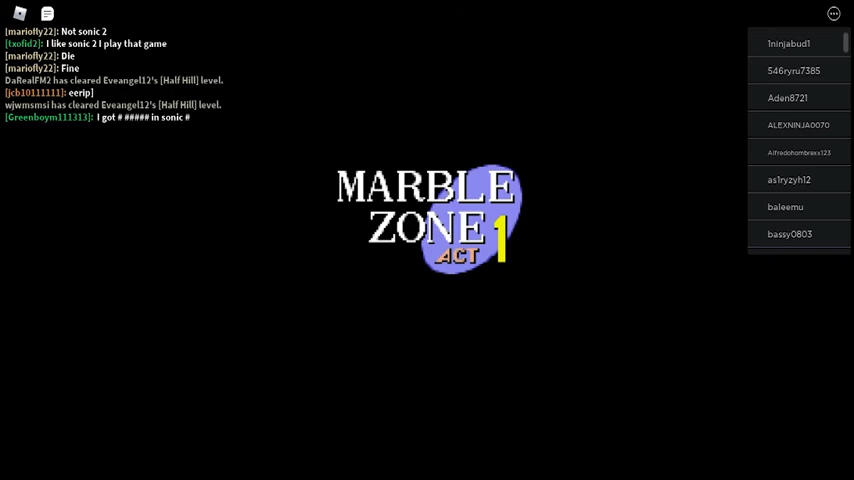 [mariofly22]: Not sonic 2
[txofid2]: I like sonic 2 I play that game
[mariofly22]: Die
[mariofly22]: Fine
DaRealFM2 has cleared Eveangel12's [Half Hill] level.
[jcb10111111]: eerip]
wjwmsmsi has cleared Eveangel12's [Half Hill] level.
[Greenboym111313]: I got # ##### in sonic #
MARBLE
ZONE
ACT 1
1ninjabud1
546ryru7385
Aden8721
ALEXNINJA0070
Alfredohombrexx123
as1ryzyh12
baleemu
bassy0803